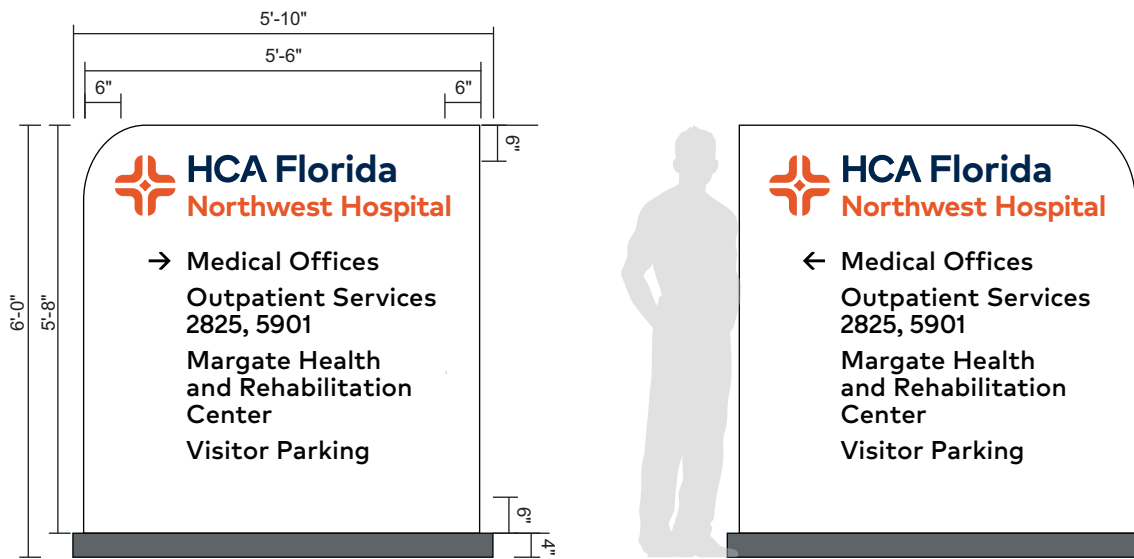 5'-10"
5'-6"
6"
6"
6"
6'-0"
5'-8"
HCA Florida
Northwest Hospital
→ Medical Offices
Outpatient Services
2825, 5901
Margate Health
and Rehabilitation
Center
Visitor Parking
6"
4"
HCA Florida
Northwest Hospital
← Medical Offices
Outpatient Services
2825, 5901
Margate Health
and Rehabilitation
Center
Visitor Parking